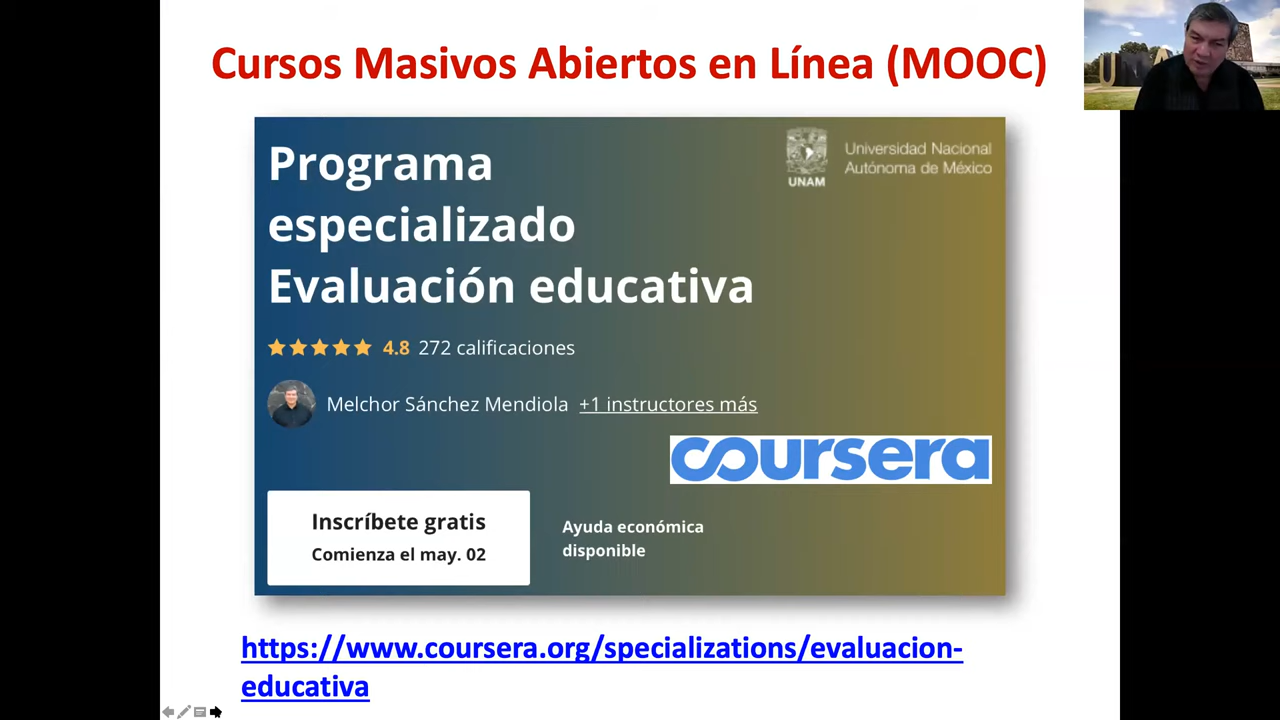 Cursos Masivos Abiertos en Línea (MOOC)
Programa
especializado
Evaluación educativa
UNAM
Universidad Nacional
Autónoma de México
4.8 272 calificaciones
Melchor Sánchez Mendiola +1 instructores más
coursera
Inscríbete gratis
Comienza el may. 02
Ayuda económica
disponible
https://www.coursera.org/specializations/evaluacion-
educativa